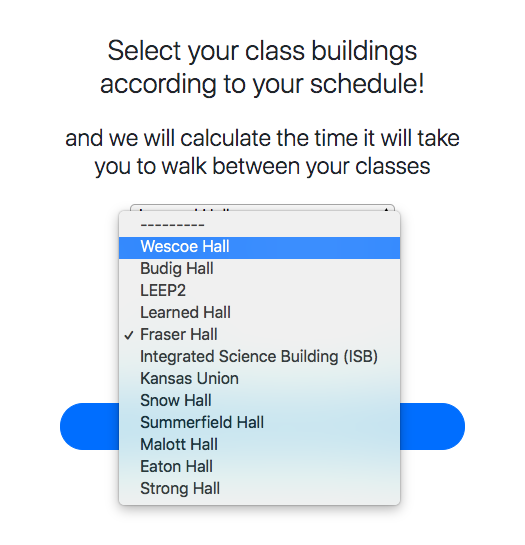 Select your class buildings
according to your schedule!
and we will calculate the time it will take
you to walk between your classes
---------
Wescoe Hall
Budig Hall
LEEP2
Learned Hall
✓ Fraser Hall
Integrated Science Building (ISB)
Kansas Union
Snow Hall
Summerfield Hall
Malott Hall
Eaton Hall
Strong Hall